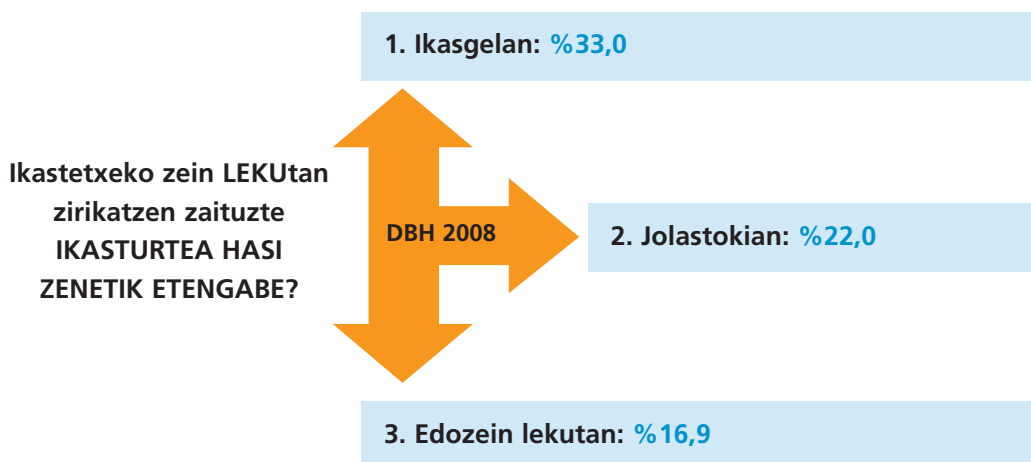 1. Ikasgelan: %33,0
Ikastetxeko zein LEKUtan
zirikatzen zaituzte
IKASTURTEA HASI
ZENETIK ETENGABE?
DBH 2008
2. Jolastokian: %22,0
3. Edozein lekutan: %16,9